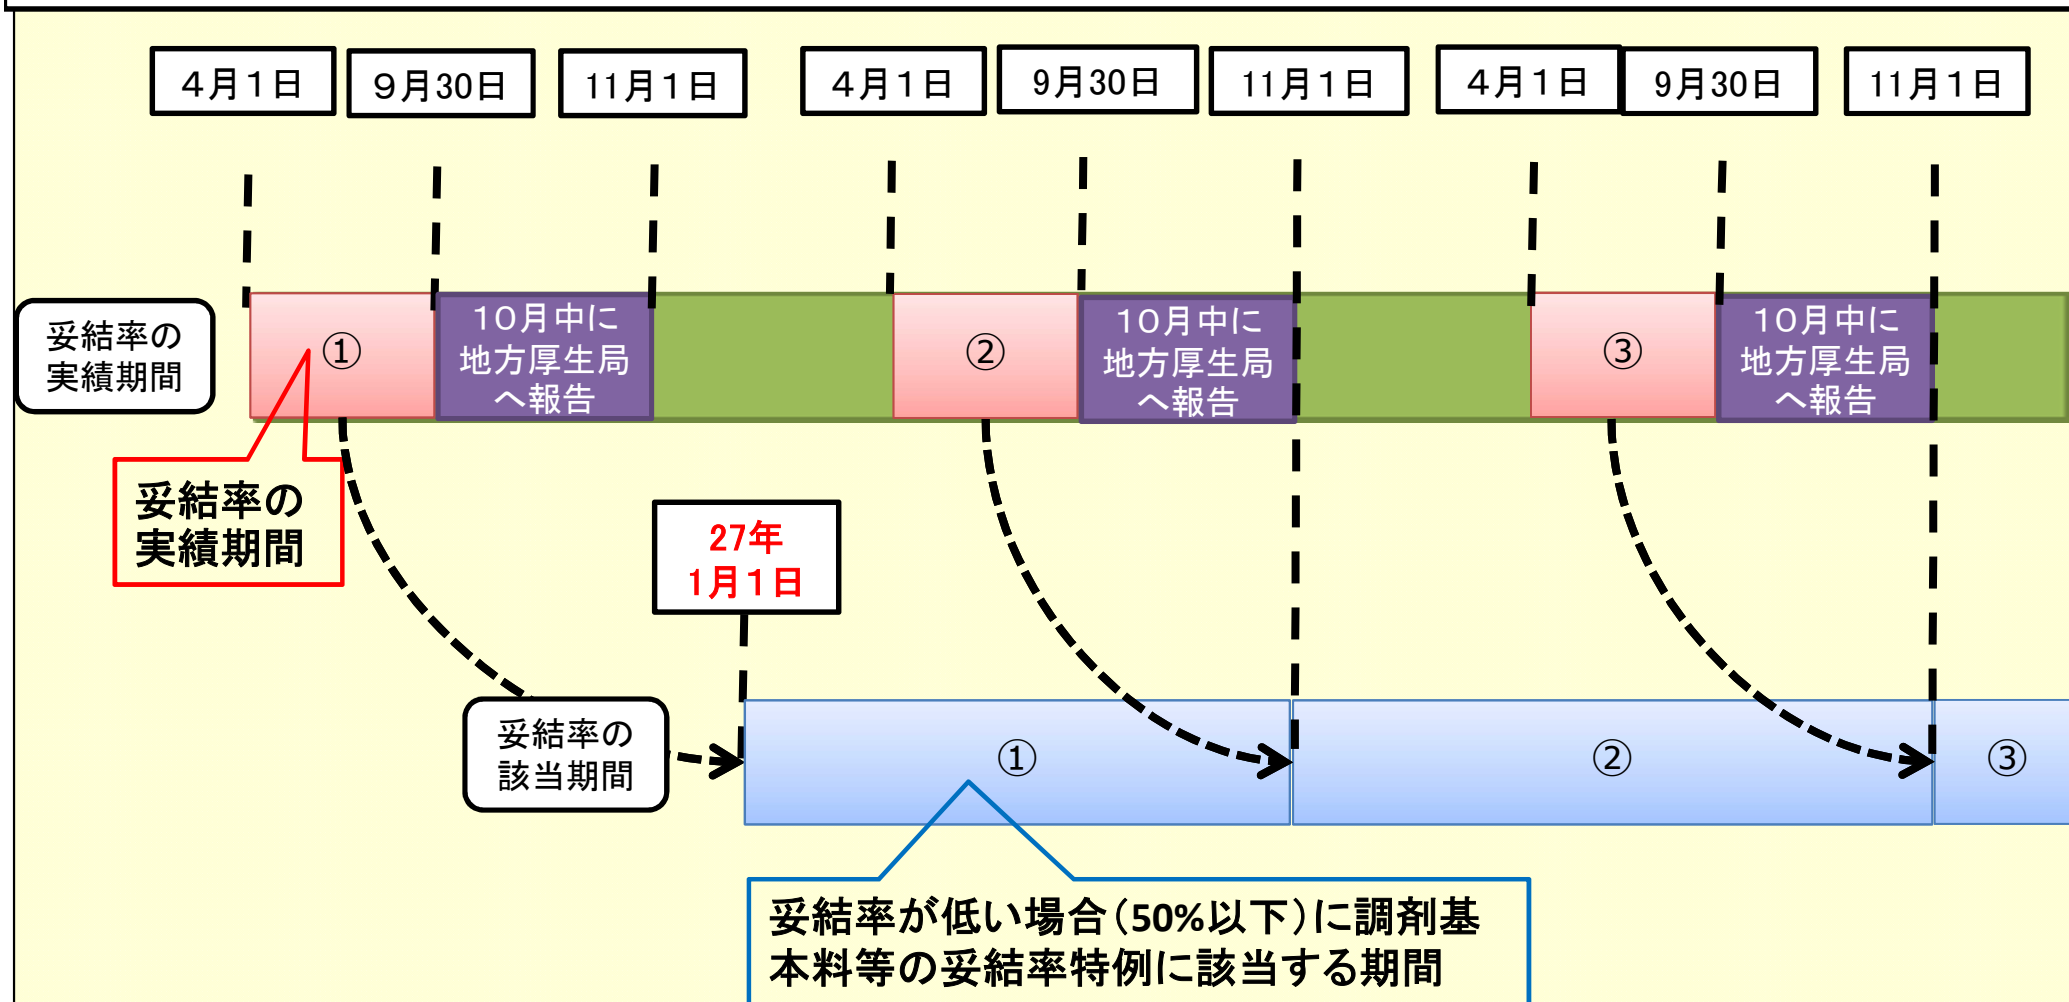 ４月１日
９月30日
11月１日
４月１日
9月30日
11月１日
４月１日
9月30日
11月１日
妥結率の
実績期間
①
10月中に
地方厚生局
へ報告
②
10月中に
地方厚生局
へ報告
③
10月中に
地方厚生局
へ報告
妥結率の
実績期間
27年
1月１日
妥結率の
該当期間
①
②
③
妥結率が低い場合（50%以下）に調剤基
本料等の妥結率特例に該当する期間